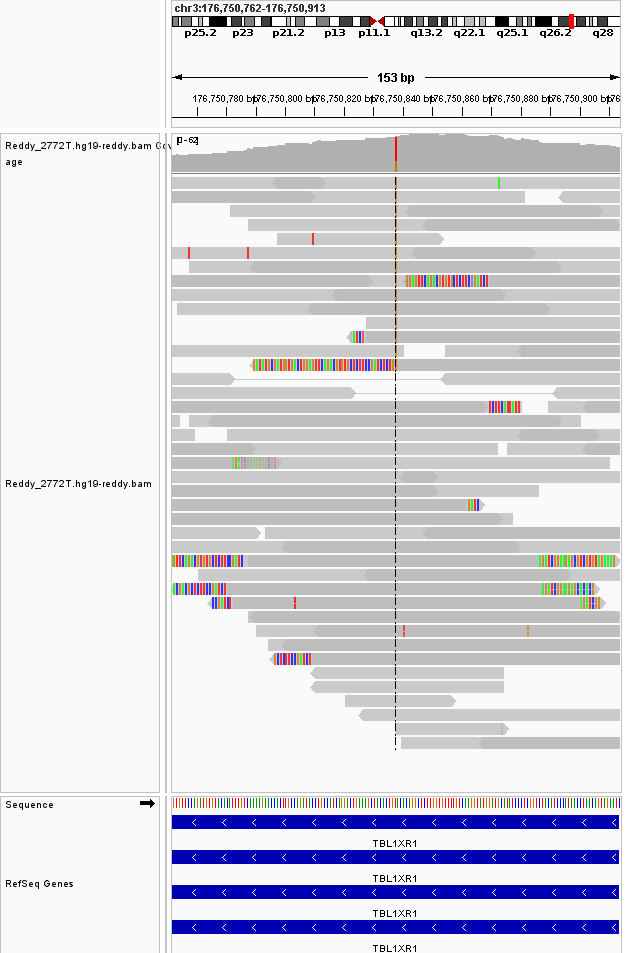 chr3:176,750,762-176,750,913
p25.2 p23 p21.2 p13 p11.1 q13.2 q22.1 q25.1 q26.2 q28
153 bp
176,750,780 bp 176,750,800 bp 176,750,820 bp 176,750,840 bp 176,750,860 bp 176,750,880 bp 176,750,900 bp 176
[0-62]
Reddy_2772T.hg19-reddy.bam Cov
age
Reddy_2772T.hg19-reddy.bam
Sequence
TBL1XR1
TBL1XR1
RefSeq Genes
TBL1XR1
TBL1XR1